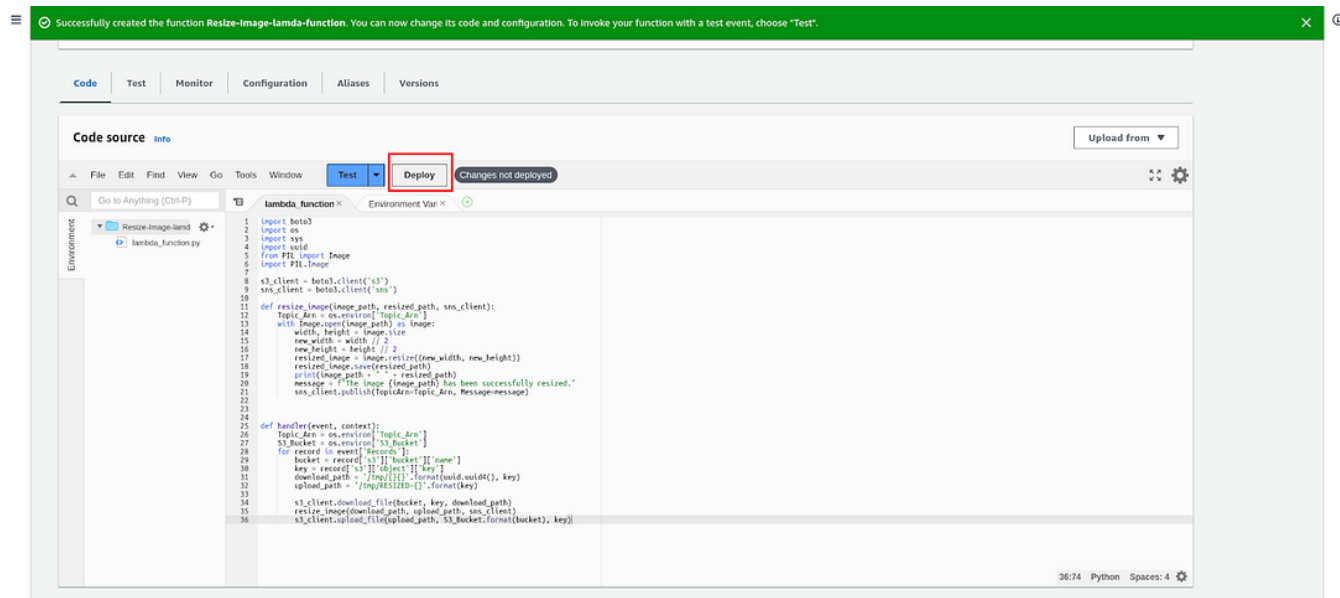 Successfully created the function Resize-Image-lamda-function. You can now change its code and configuration. To invoke your function with a test event, choose "Test".
Code Test Monitor Configuration Aliases Versions
Code source Info
Upload from
File Edit Find View Go Tools Window Test Deploy Changes not deployed
Go to Anything (Ctrl-P)
lambda_function
Environment Vari
Environment
Resize-Image-lamd
lambda_function.py
1 import boto3
2 import os
3 import sys
4 import uuid
5 from PIL import Image
6 import PIL.Image
7
8 s3_client = boto3.client('s3')
9 sns_client = boto3.client('sns')
10
11 def resize_image(image_path, resized_path, sns_client):
12     Topic_Arn = os.environ['Topic_Arn']
13     with Image.open(image_path) as image:
14         width, height = image.size
15         new_width = width // 2
16         new_height = height // 2
17         resized_image = image.resize((new_width, new_height))
18         resized_image.save(resized_path)
19         print(image_path + " " + resized_path)
20         message = f"The image {image_path} has been successfully resized."
21         sns_client.publish(TopicArn=Topic_Arn, Message=message)
22
23
24
25 def handler(event, context):
26     Topic_Arn = os.environ['Topic_Arn']
27     S3_Bucket = os.environ['S3_Bucket']
28     for record in event['Records']:
29         bucket = record['s3']['bucket']['name']
30         key = record['s3']['object']['key']
31         download_path = '/tmp/{}{}'.format(uuid.uuid4(), key)
32         upload_path = '/tmp/RESIZED-{}'.format(key)
33
34         s3_client.download_file(bucket, key, download_path)
35         resize_image(download_path, upload_path, sns_client)
36         s3_client.upload_file(upload_path, S3_Bucket.format(bucket), key)
36:74 Python Spaces: 4